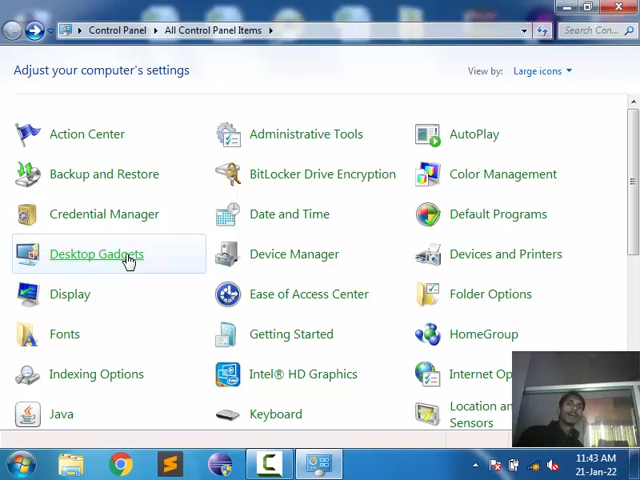 Control Panel All Control Panel Items
Search Con...
Adjust your computer's settings
View by: Large icons
Action Center
Administrative Tools
AutoPlay
Backup and Restore
BitLocker Drive Encryption
Color Management
Credential Manager
Date and Time
Default Programs
Desktop Gadgets
Device Manager
Devices and Printers
Display
Ease of Access Center
Folder Options
Fonts
Getting Started
HomeGroup
Indexing Options
Intel® HD Graphics
Internet Op
Java
Keyboard
Location an
Sensors
11:43 AM
21-Jan-22